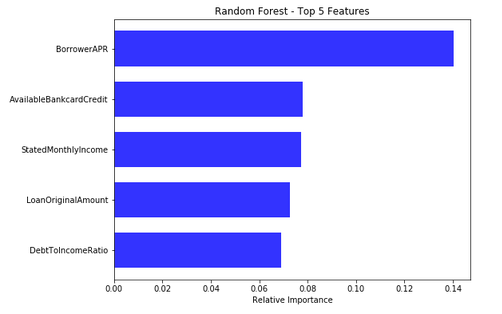 Random Forest - Top 5 Features
BorrowerAPR
AvailableBankcardCredit
StatedMonthlyIncome
LoanOriginalAmount
DebtToIncomeRatio
0.00 0.02 0.04 0.06 0.08 0.10 0.12 0.14
Relative Importance